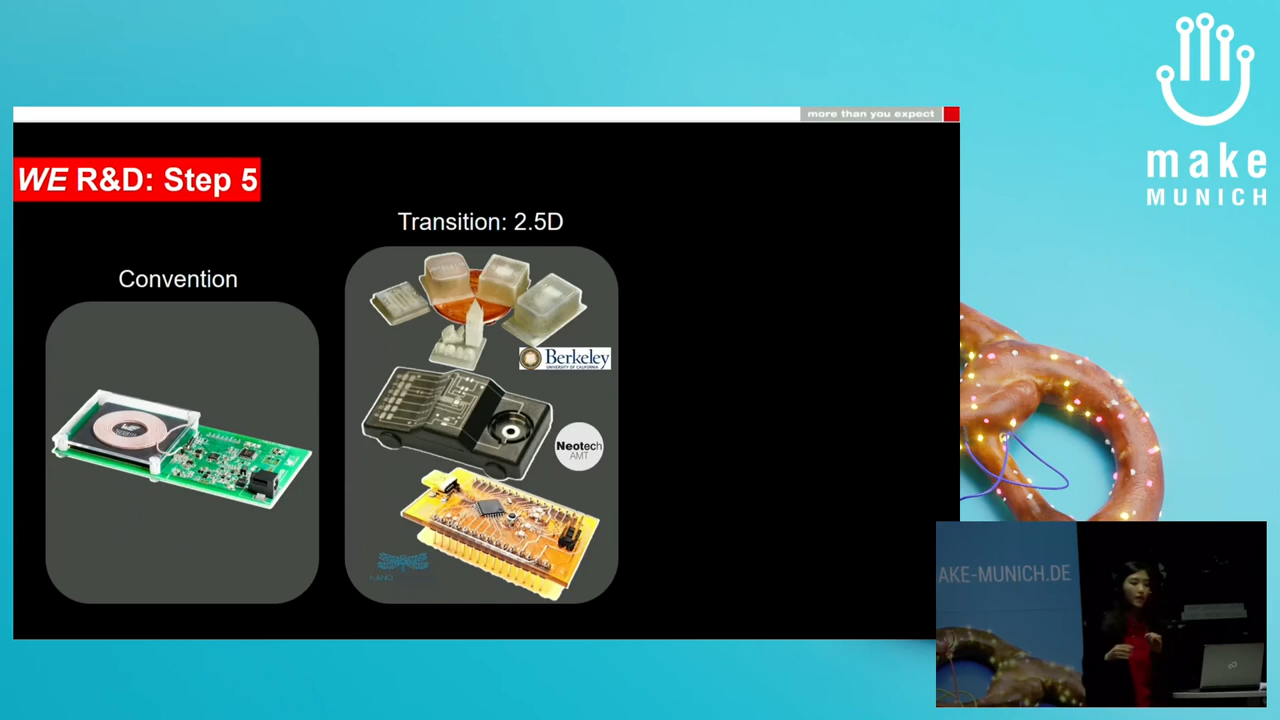 more than you expect
WE R&D: Step 5
Transition: 2.5D
Convention
Berkeley
UNIVERSITY OF CALIFORNIA
Neotech
AMT
NANO
make
MUNICH
AKE-MUNICH.DE